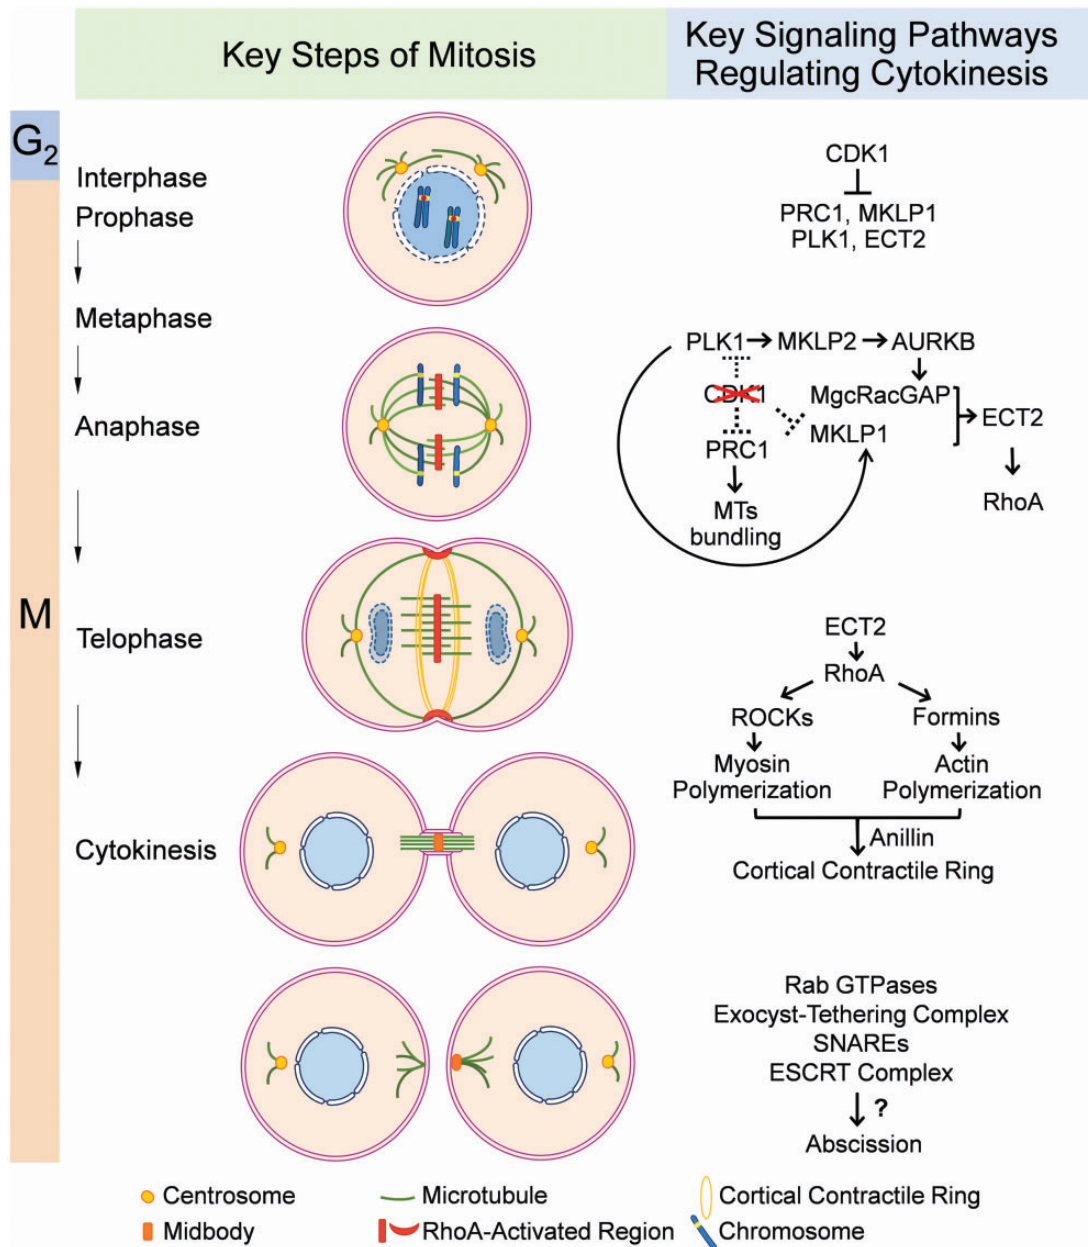 Key Steps of Mitosis
Key Signaling Pathways
Regulating Cytokinesis
G2
M
Interphase
Prophase
Metaphase
Anaphase
Telophase
Cytokinesis
CDK1
PRC1, MKLP1
PLK1, ECT2
PLK1 MKLP2 AURKB
CDK1 MgcRacGAP
ECT2
PRC1 MKLP1
RhoA
MTs
bundling
ECT2
RhoA
ROCKs Formins
Myosin
Polymerization
Actin
Polymerization
Anillin
Cortical Contractile Ring
Rab GTPases
Exocyst-Tethering Complex
SNAREs
ESCRT Complex
?
Abscission
Centrosome
Microtubule
Cortical Contractile Ring
Midbody
RhoA-Activated Region
Chromosome